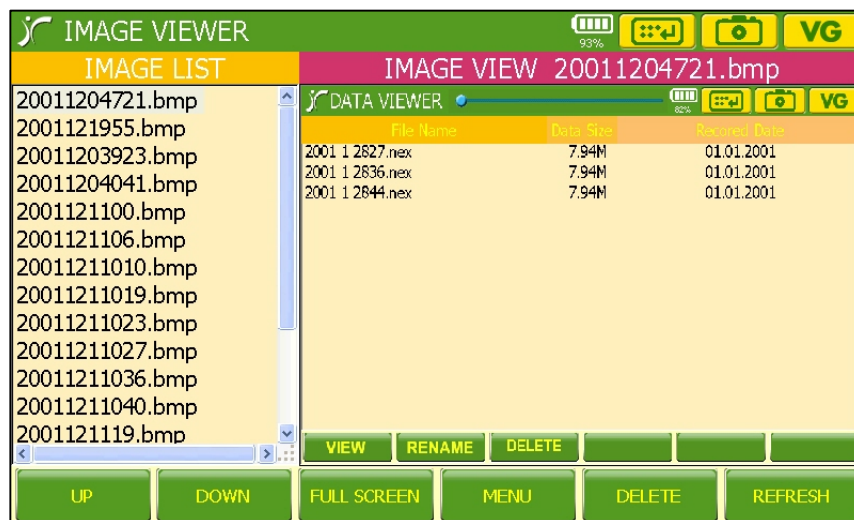 IMAGE VIEWER 93% VG
IMAGE LIST
IMAGE VIEW 20011204721.bmp
20011204721.bmp
2001121955.bmp
20011203923.bmp
20011204041.bmp
2001121100.bmp
2001121106.bmp
20011211010.bmp
20011211019.bmp
20011211023.bmp
20011211027.bmp
20011211036.bmp
20011211040.bmp
2001121119.bmp
DATA VIEWER 82% VG
File Name Data Size Recored Date
2001 1 2827.nex 7.94M 01.01.2001
2001 1 2836.nex 7.94M 01.01.2001
2001 1 2844.nex 7.94M 01.01.2001
VIEW RENAME DELETE
UP DOWN FULL SCREEN MENU DELETE REFRESH